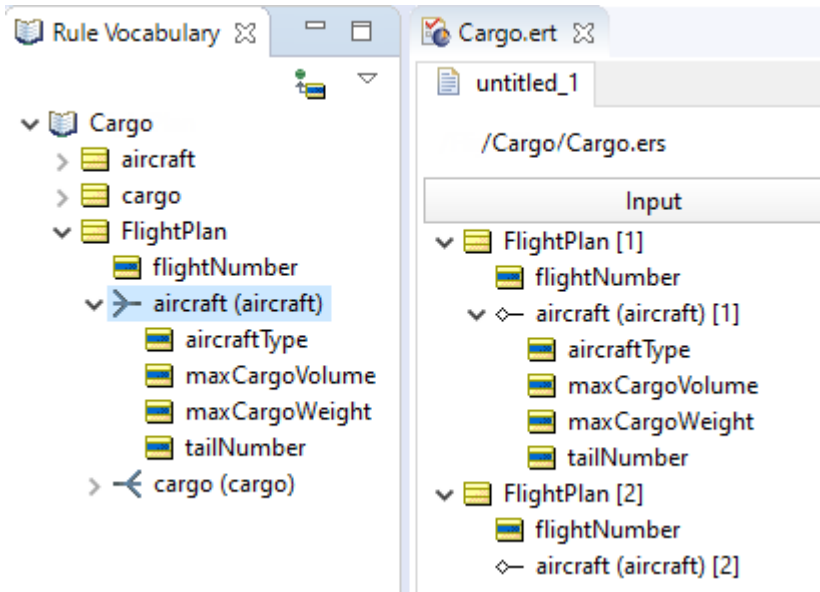 Rule Vocabulary
Cargo
aircraft
cargo
FlightPlan
flightNumber
aircraft (aircraft)
aircraftType
maxCargoVolume
maxCargoWeight
tailNumber
cargo (cargo)
Cargo.ert
untitled_1
/Cargo/Cargo.ers
Input
FlightPlan [1]
flightNumber
aircraft (aircraft) [1]
aircraftType
maxCargoVolume
maxCargoWeight
tailNumber
FlightPlan [2]
flightNumber
aircraft (aircraft) [2]